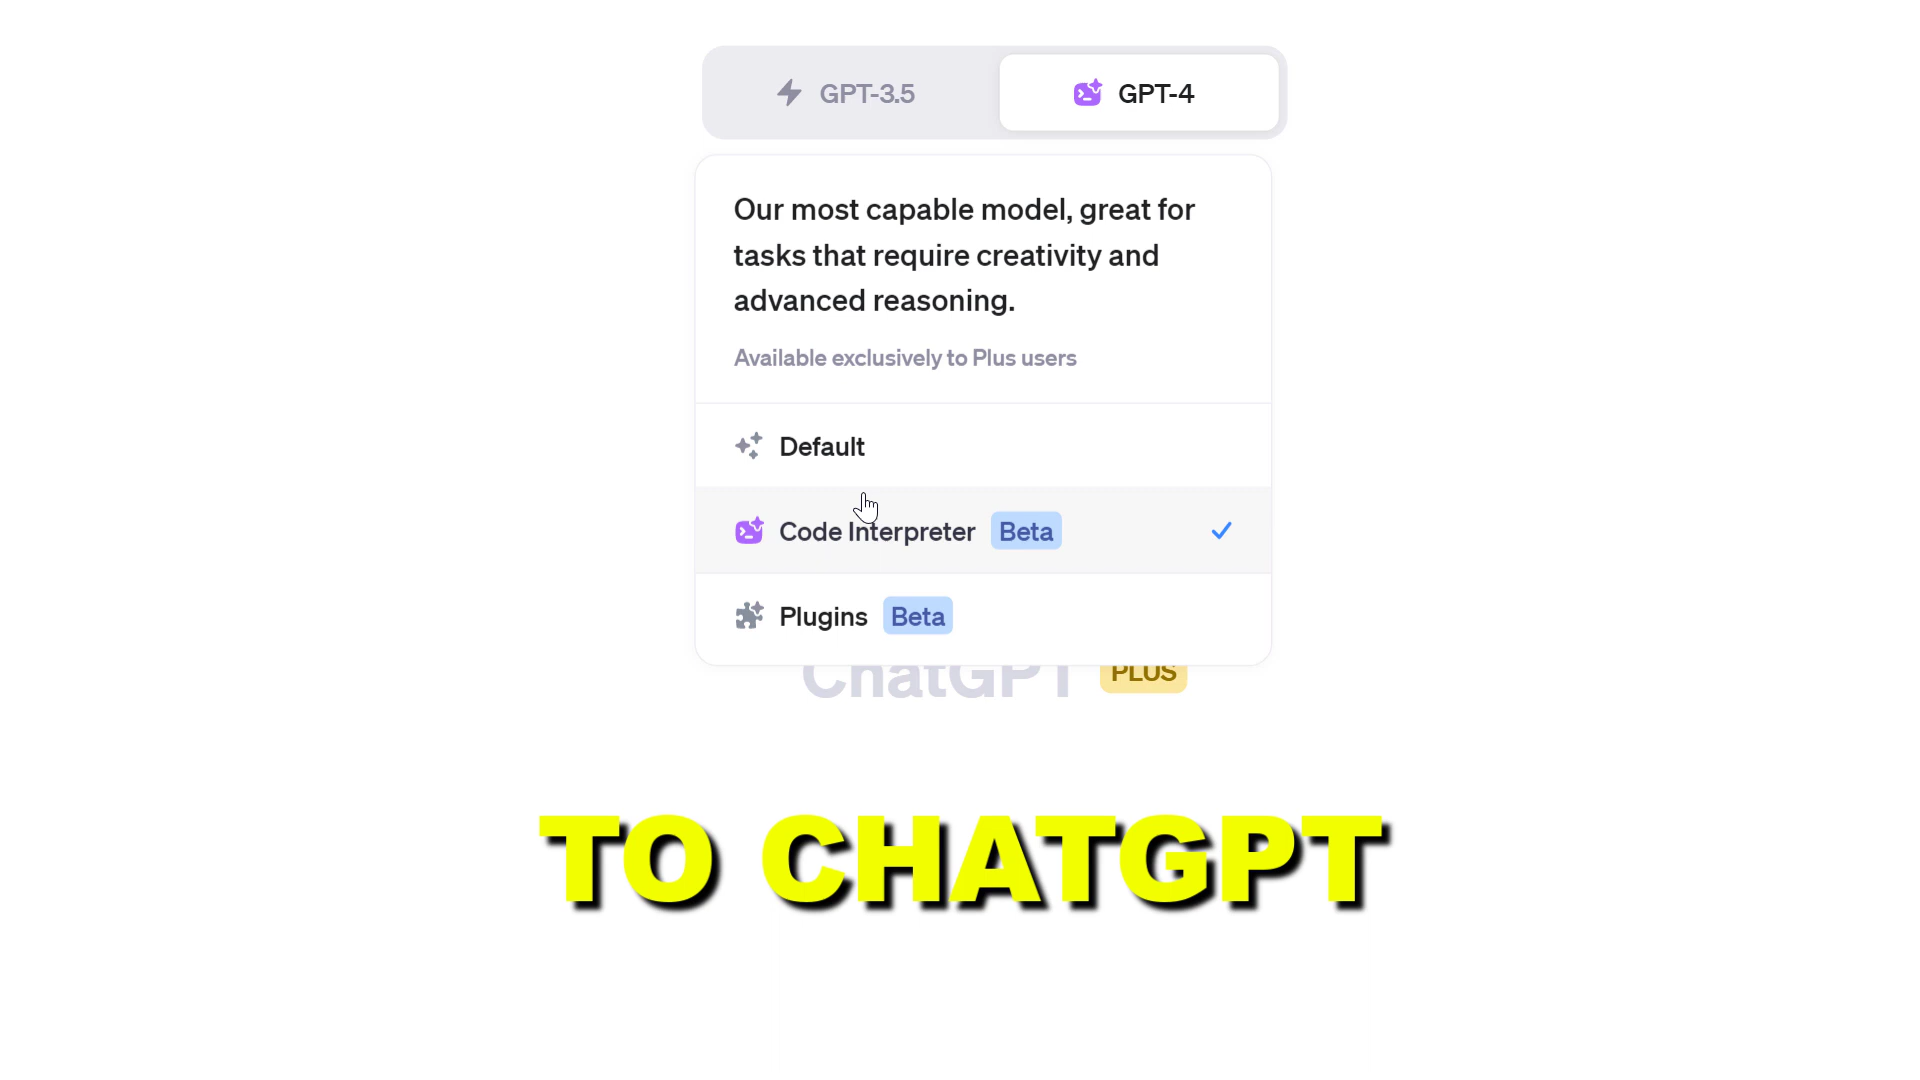 GPT-3.5
GPT-4
Our most capable model, great for
tasks that require creativity and
advanced reasoning.
Available exclusively to Plus users
Default
Code Interpreter Beta
Plugins Beta
ChatGPT PLUS
TO CHATGPT